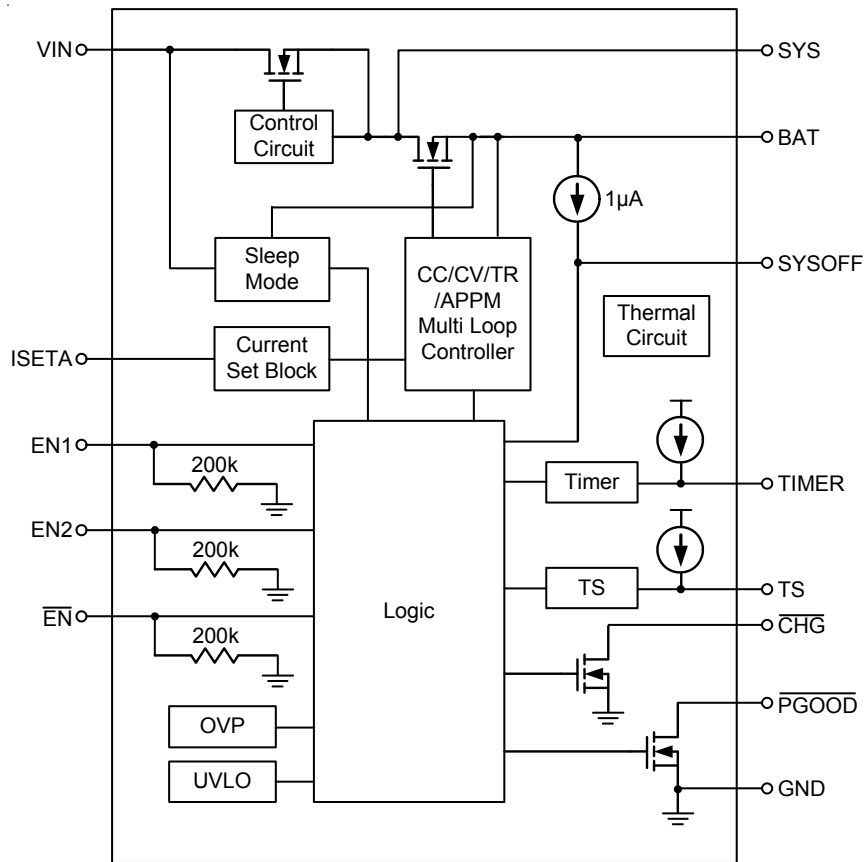 VIN
SYS
Control
Circuit
BAT
1µA
Sleep
Mode
CC/CV/TR
/APPM
Multi Loop
Controller
SYSOFF
Thermal
Circuit
ISETA
Current
Set Block
EN1
200k
Timer
TIMER
EN2
200k
TS
TS
EN
200k
Logic
CHG
OVP
PGOOD
UVLO
GND